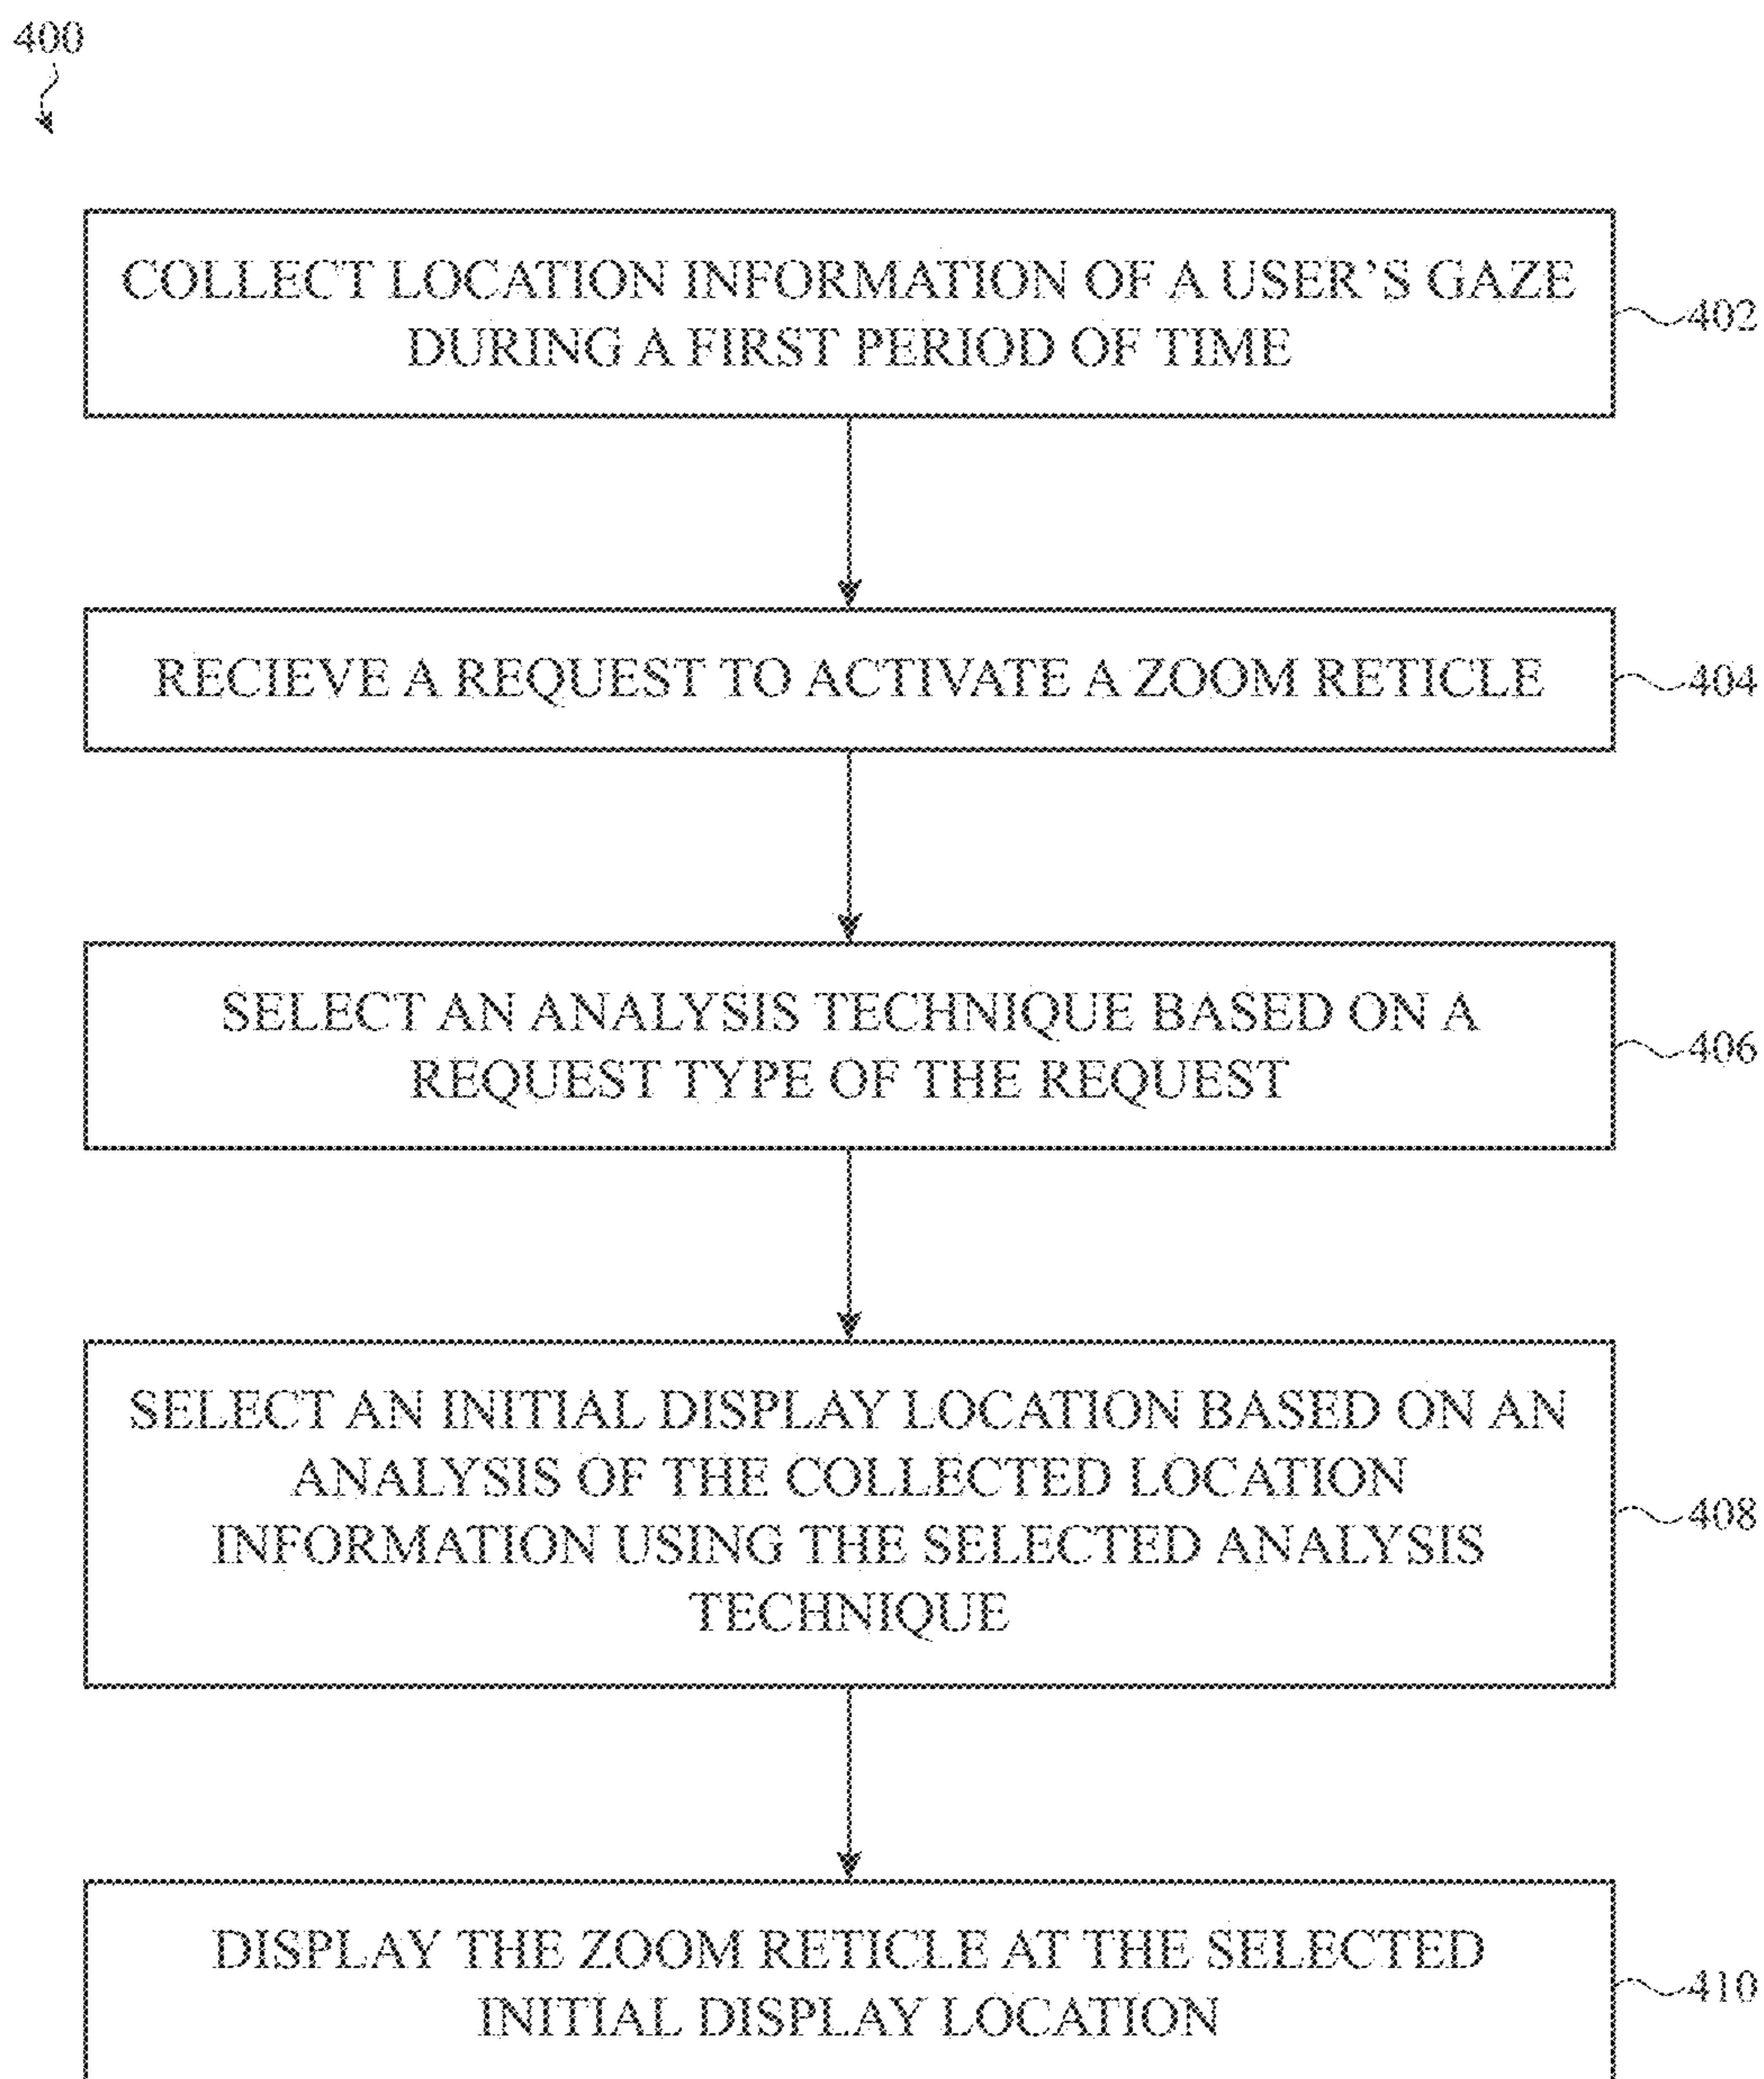 400
COLLECT LOCATION INFORMATION OF A USER'S GAZE
DURING A FIRST PERIOD OF TIME
402
RECIEVE A REQUEST TO ACTIVATE A ZOOM RETICLE
404
SELECT AN ANALYSIS TECHNIQUE BASED ON A
REQUEST TYPE OF THE REQUEST
406
SELECT AN INITIAL DISPLAY LOCATION BASED ON AN
ANALYSIS OF THE COLLECTED LOCATION
INFORMATION USING THE SELECTED ANALYSIS
TECHNIQUE
408
DISPLAY THE ZOOM RETICLE AT THE SELECTED
INITIAL DISPLAY LOCATION
410